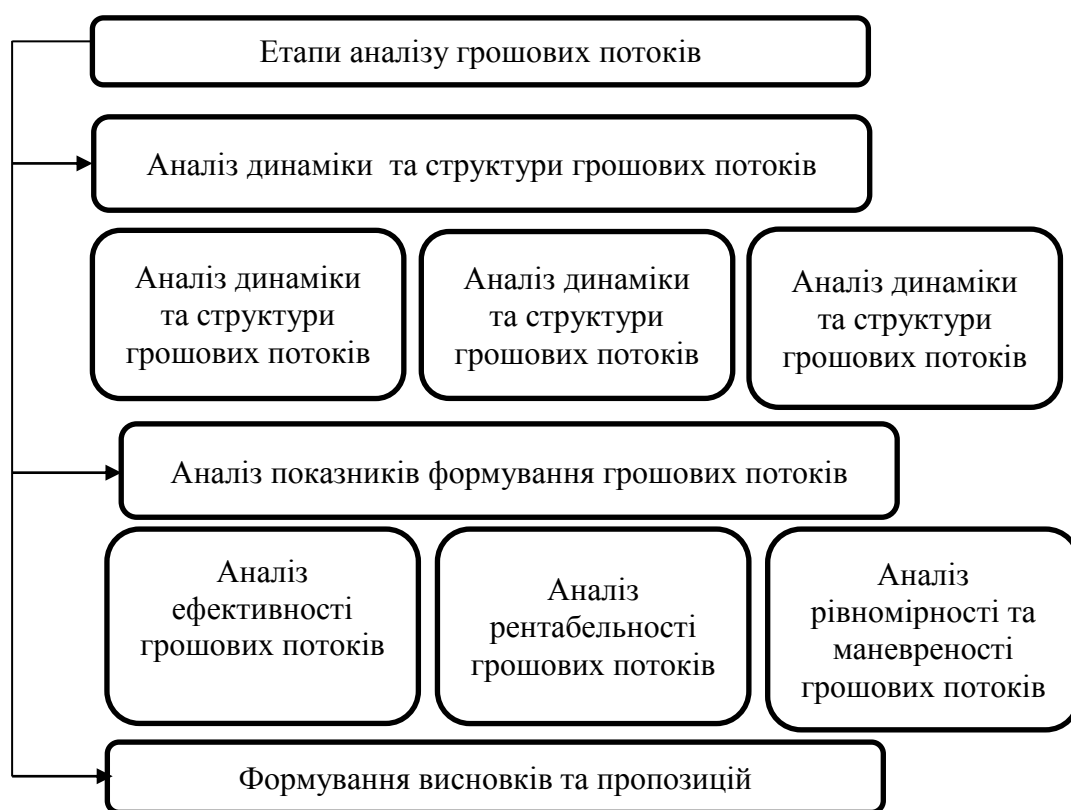 Етапи аналізу грошових потоків
Аналіз динаміки та структури грошових потоків
Аналіз динаміки
та структури
грошових потоків
Аналіз динаміки
та структури
грошових потоків
Аналіз динаміки
та структури
грошових потоків
Аналіз показників формування грошових потоків
Аналіз
ефективності
грошових потоків
Аналіз
рентабельності
грошових потоків
Аналіз
рівномірності та
маневреності
грошових потоків
Формування висновків та пропозицій